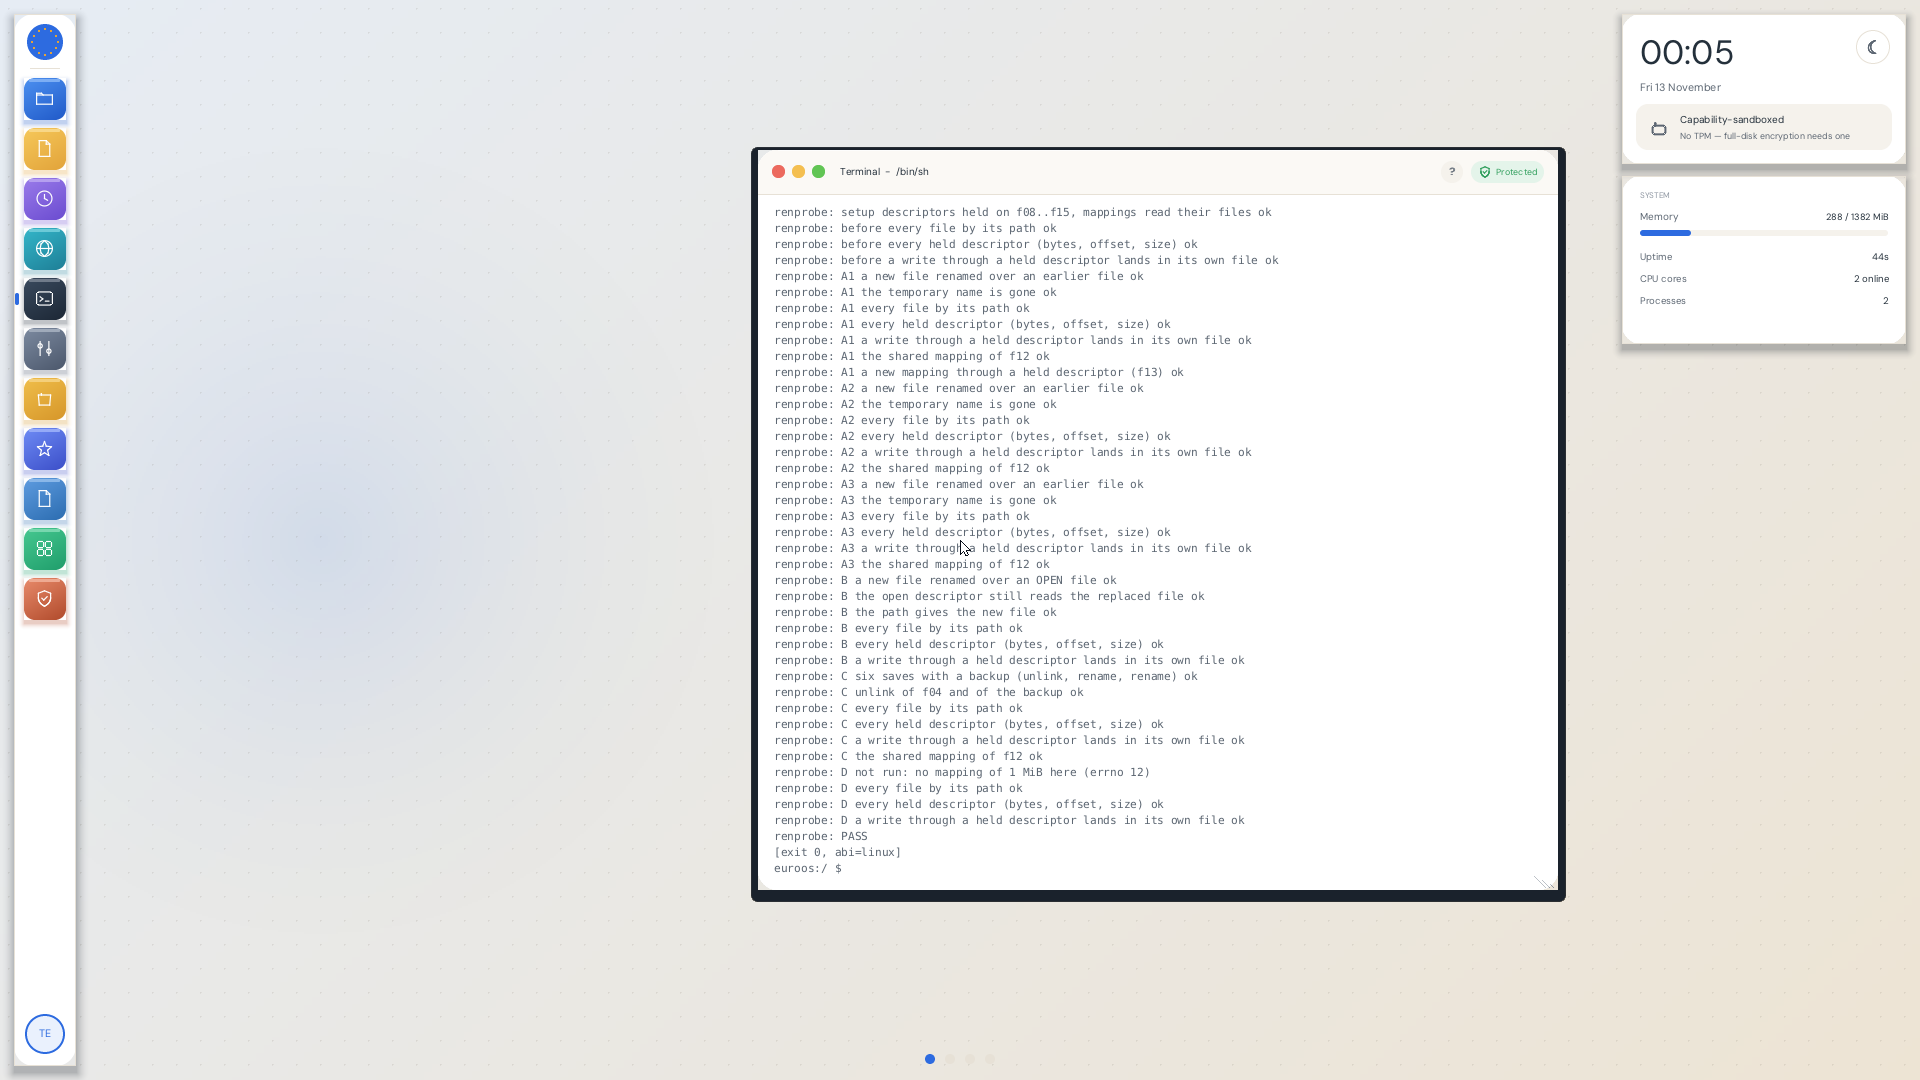 00:05
Fri 13 November
Capability-sandboxed
No TPM — full-disk encryption needs one
SYSTEM
Memory 288 / 1382 MiB
Uptime 44s
CPU cores 2 online
Processes 2
Terminal - /bin/sh
? Protected
renprobe: setup descriptors held on f08..f15, mappings read their files ok
renprobe: before every file by its path ok
renprobe: before every held descriptor (bytes, offset, size) ok
renprobe: before a write through a held descriptor lands in its own file ok
renprobe: A1 a new file renamed over an earlier file ok
renprobe: A1 the temporary name is gone ok
renprobe: A1 every file by its path ok
renprobe: A1 every held descriptor (bytes, offset, size) ok
renprobe: A1 a write through a held descriptor lands in its own file ok
renprobe: A1 the shared mapping of f12 ok
renprobe: A1 a new mapping through a held descriptor (f13) ok
renprobe: A2 a new file renamed over an earlier file ok
renprobe: A2 the temporary name is gone ok
renprobe: A2 every file by its path ok
renprobe: A2 every held descriptor (bytes, offset, size) ok
renprobe: A2 a write through a held descriptor lands in its own file ok
renprobe: A2 the shared mapping of f12 ok
renprobe: A3 a new file renamed over an earlier file ok
renprobe: A3 the temporary name is gone ok
renprobe: A3 every file by its path ok
renprobe: A3 every held descriptor (bytes, offset, size) ok
renprobe: A3 a write through a held descriptor lands in its own file ok
renprobe: A3 the shared mapping of f12 ok
renprobe: B a new file renamed over an OPEN file ok
renprobe: B the open descriptor still reads the replaced file ok
renprobe: B the path gives the new file ok
renprobe: B every file by its path ok
renprobe: B every held descriptor (bytes, offset, size) ok
renprobe: B a write through a held descriptor lands in its own file ok
renprobe: C six saves with a backup (unlink, rename, rename) ok
renprobe: C unlink of f04 and of the backup ok
renprobe: C every file by its path ok
renprobe: C every held descriptor (bytes, offset, size) ok
renprobe: C a write through a held descriptor lands in its own file ok
renprobe: C the shared mapping of f12 ok
renprobe: D not run: no mapping of 1 MiB here (errno 12)
renprobe: D every file by its path ok
renprobe: D every held descriptor (bytes, offset, size) ok
renprobe: D a write through a held descriptor lands in its own file ok
renprobe: PASS
[exit 0, abi=linux]
euroos:/ $
TE